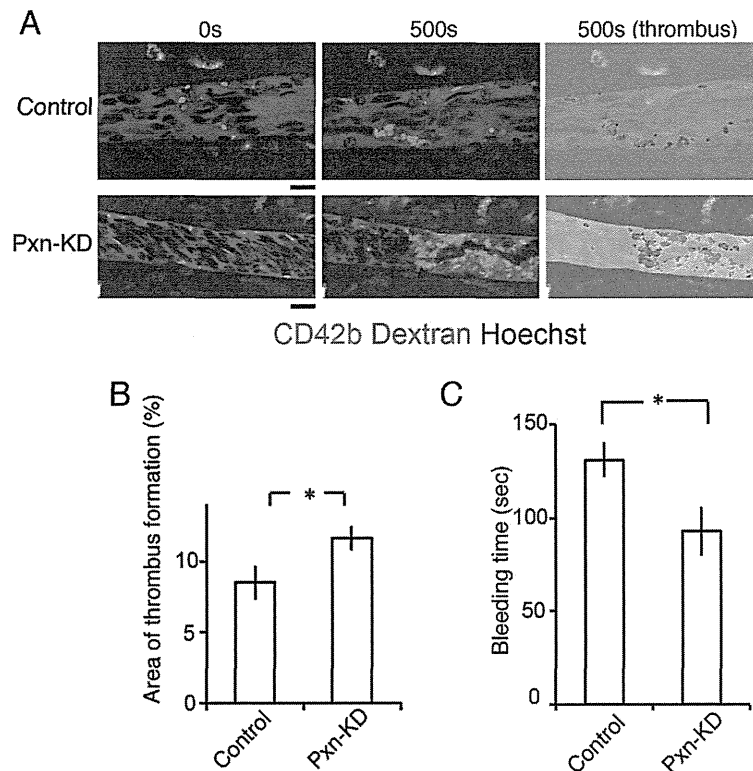 A
0s 500s 500s (thrombus)
Control
Pxn-KD
CD42b Dextran Hoechst
B
Area of thrombus formation (%)
10
5
0
*
Control Pxn-KD
C
Bleeding time (sec)
150
100
50
0
*
Control Pxn-KD